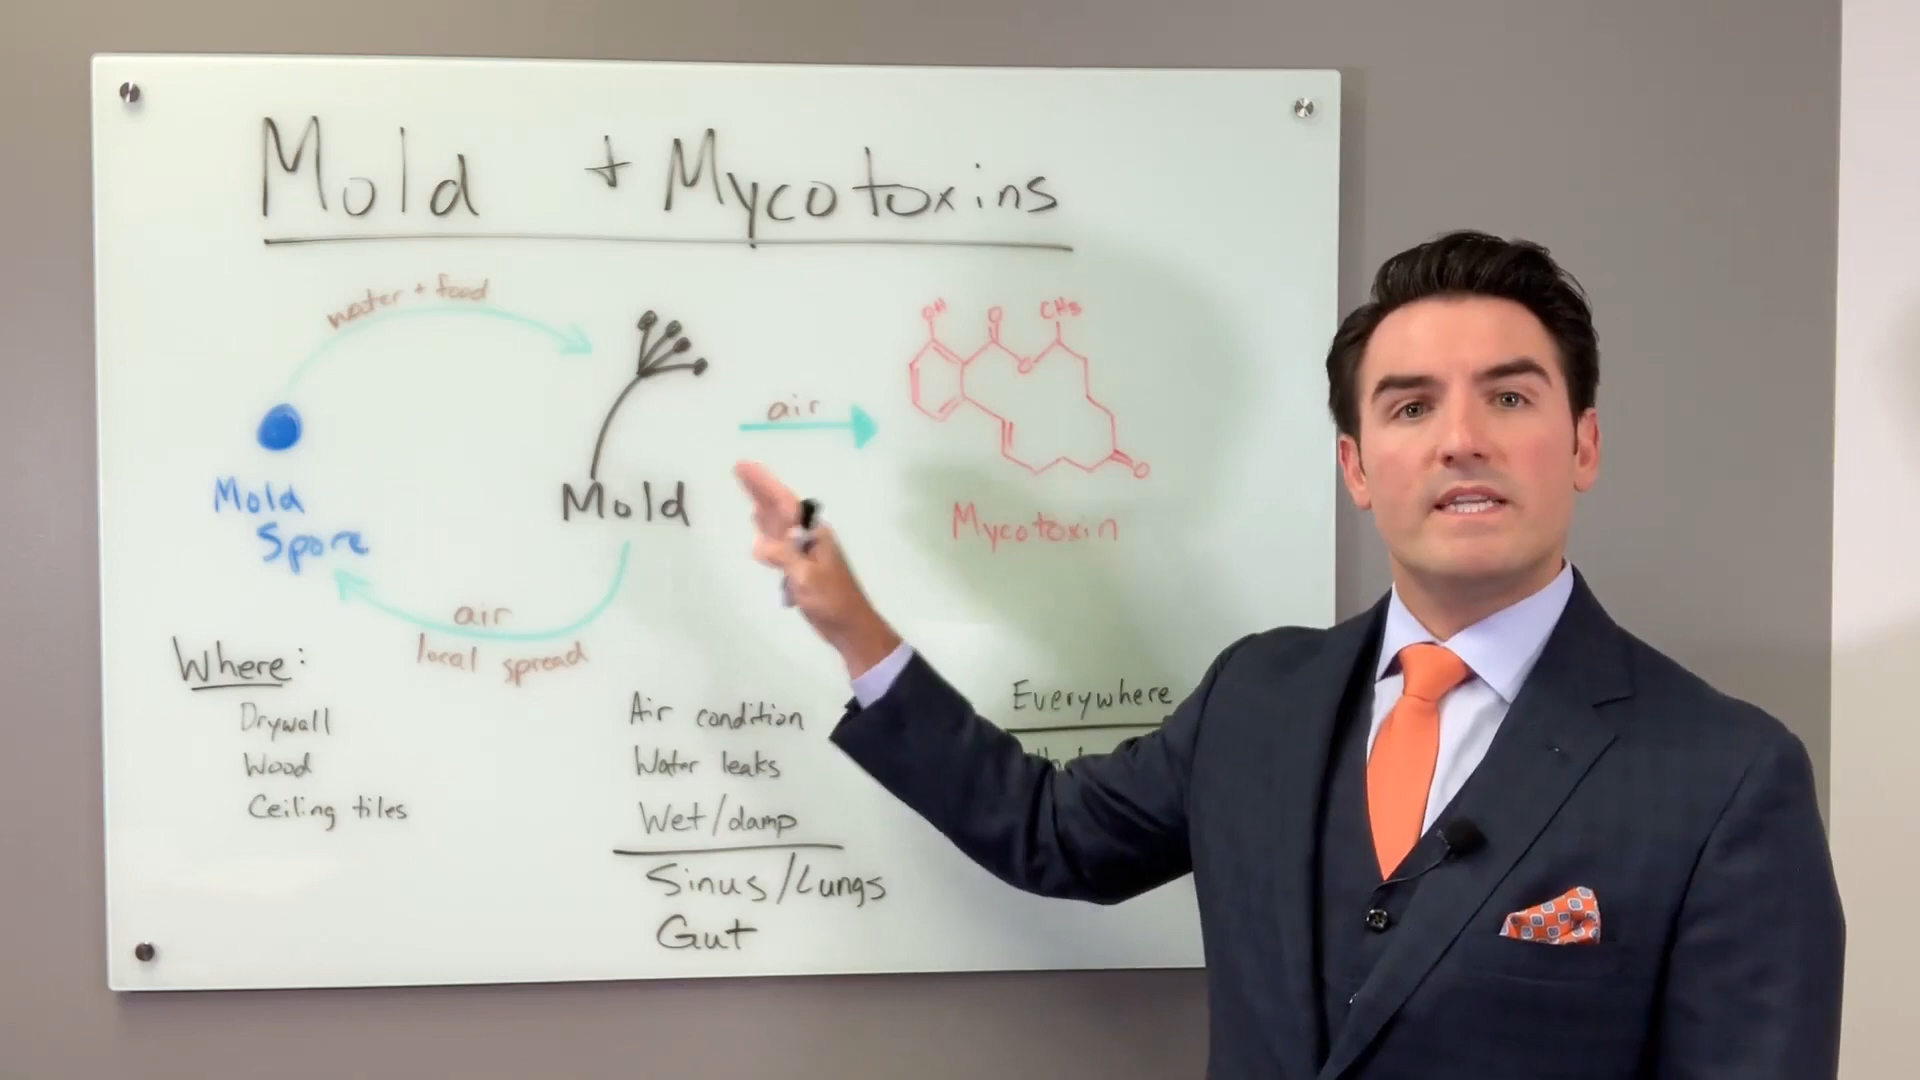 Mold + Mycotoxins
water + food
OH
O
CH3
O
O
air
Mold
Spore
Mold
Mycotoxin
air
local spread
Where:
Drywall
Wood
Ceiling tiles
Air condition
Water leaks
Wet/damp
Sinus/Lungs
Gut
Everywhere